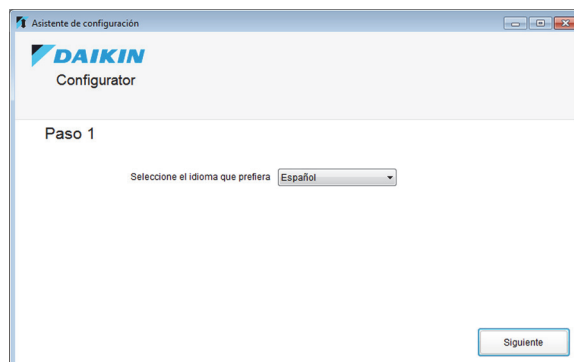 Asistente de configuración
DAIKIN
Configurator
Paso 1
Seleccione el idioma que prefiera Español
Siguiente